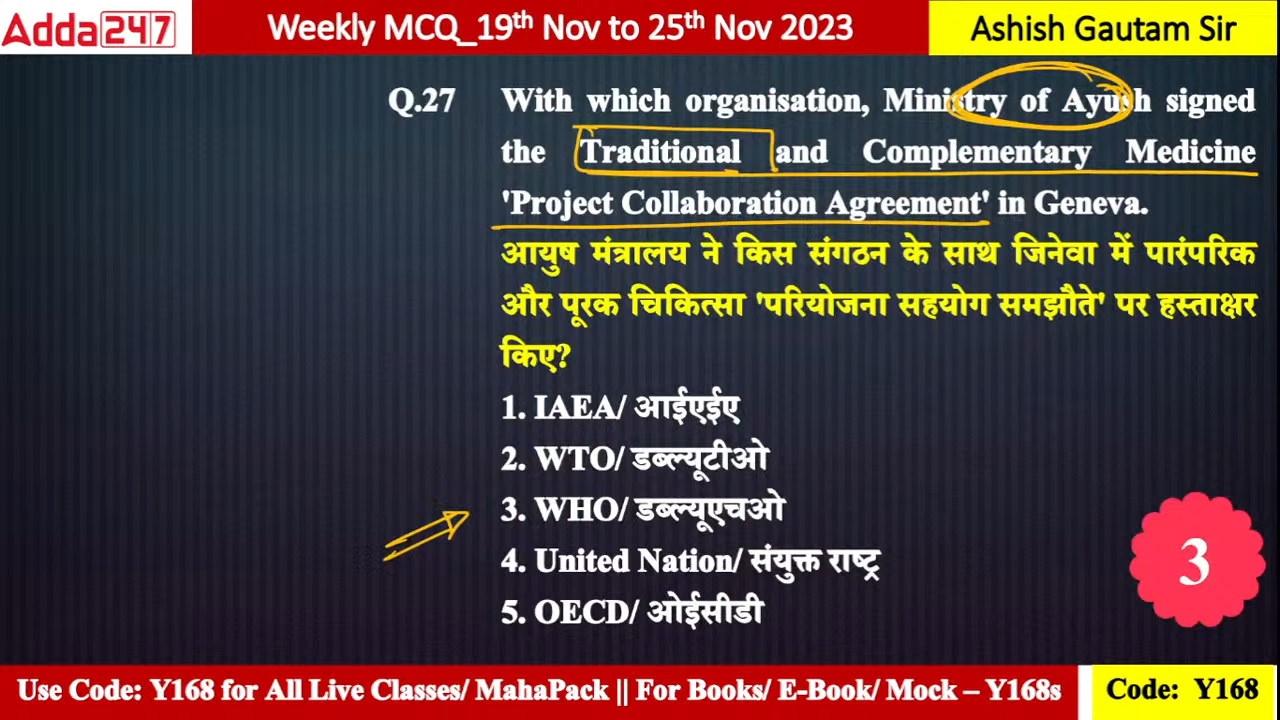 Adda247
Weekly MCQ_19th Nov to 25th Nov 2023
Ashish Gautam Sir
Q.27 With which organisation, Ministry of Ayush signed
the Traditional and Complementary Medicine
'Project Collaboration Agreement' in Geneva.
आयुष मंत्रालय ने किस संगठन के साथ जिनेवा में पारंपरिक
और पूरक चिकित्सा 'परियोजना सहयोग समझौते' पर हस्ताक्षर
किए?
1. IAEA/ आईएईए
2. WTO/ डब्ल्यूटीओ
3. WHO/ डब्ल्यूएचओ
4. United Nation/ संयुक्त राष्ट्र
5. OECD/ ओईसीडी
3
Use Code: Y168 for All Live Classes/ MahaPack || For Books/ E-Book/ Mock – Y168s
Code: Y168